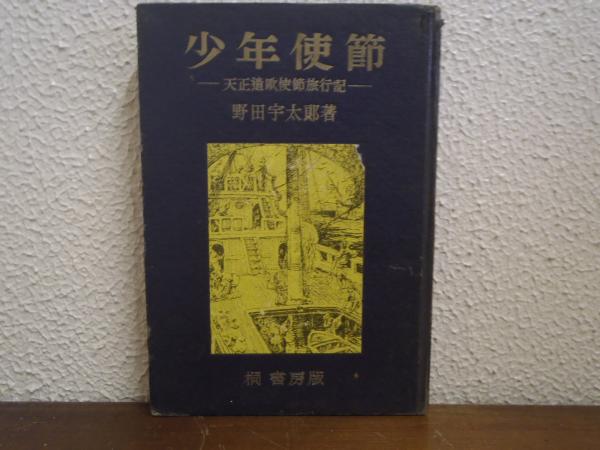 少年使節
—天正遣欧使節旅行記—
野田宇太郎著
桐書房版